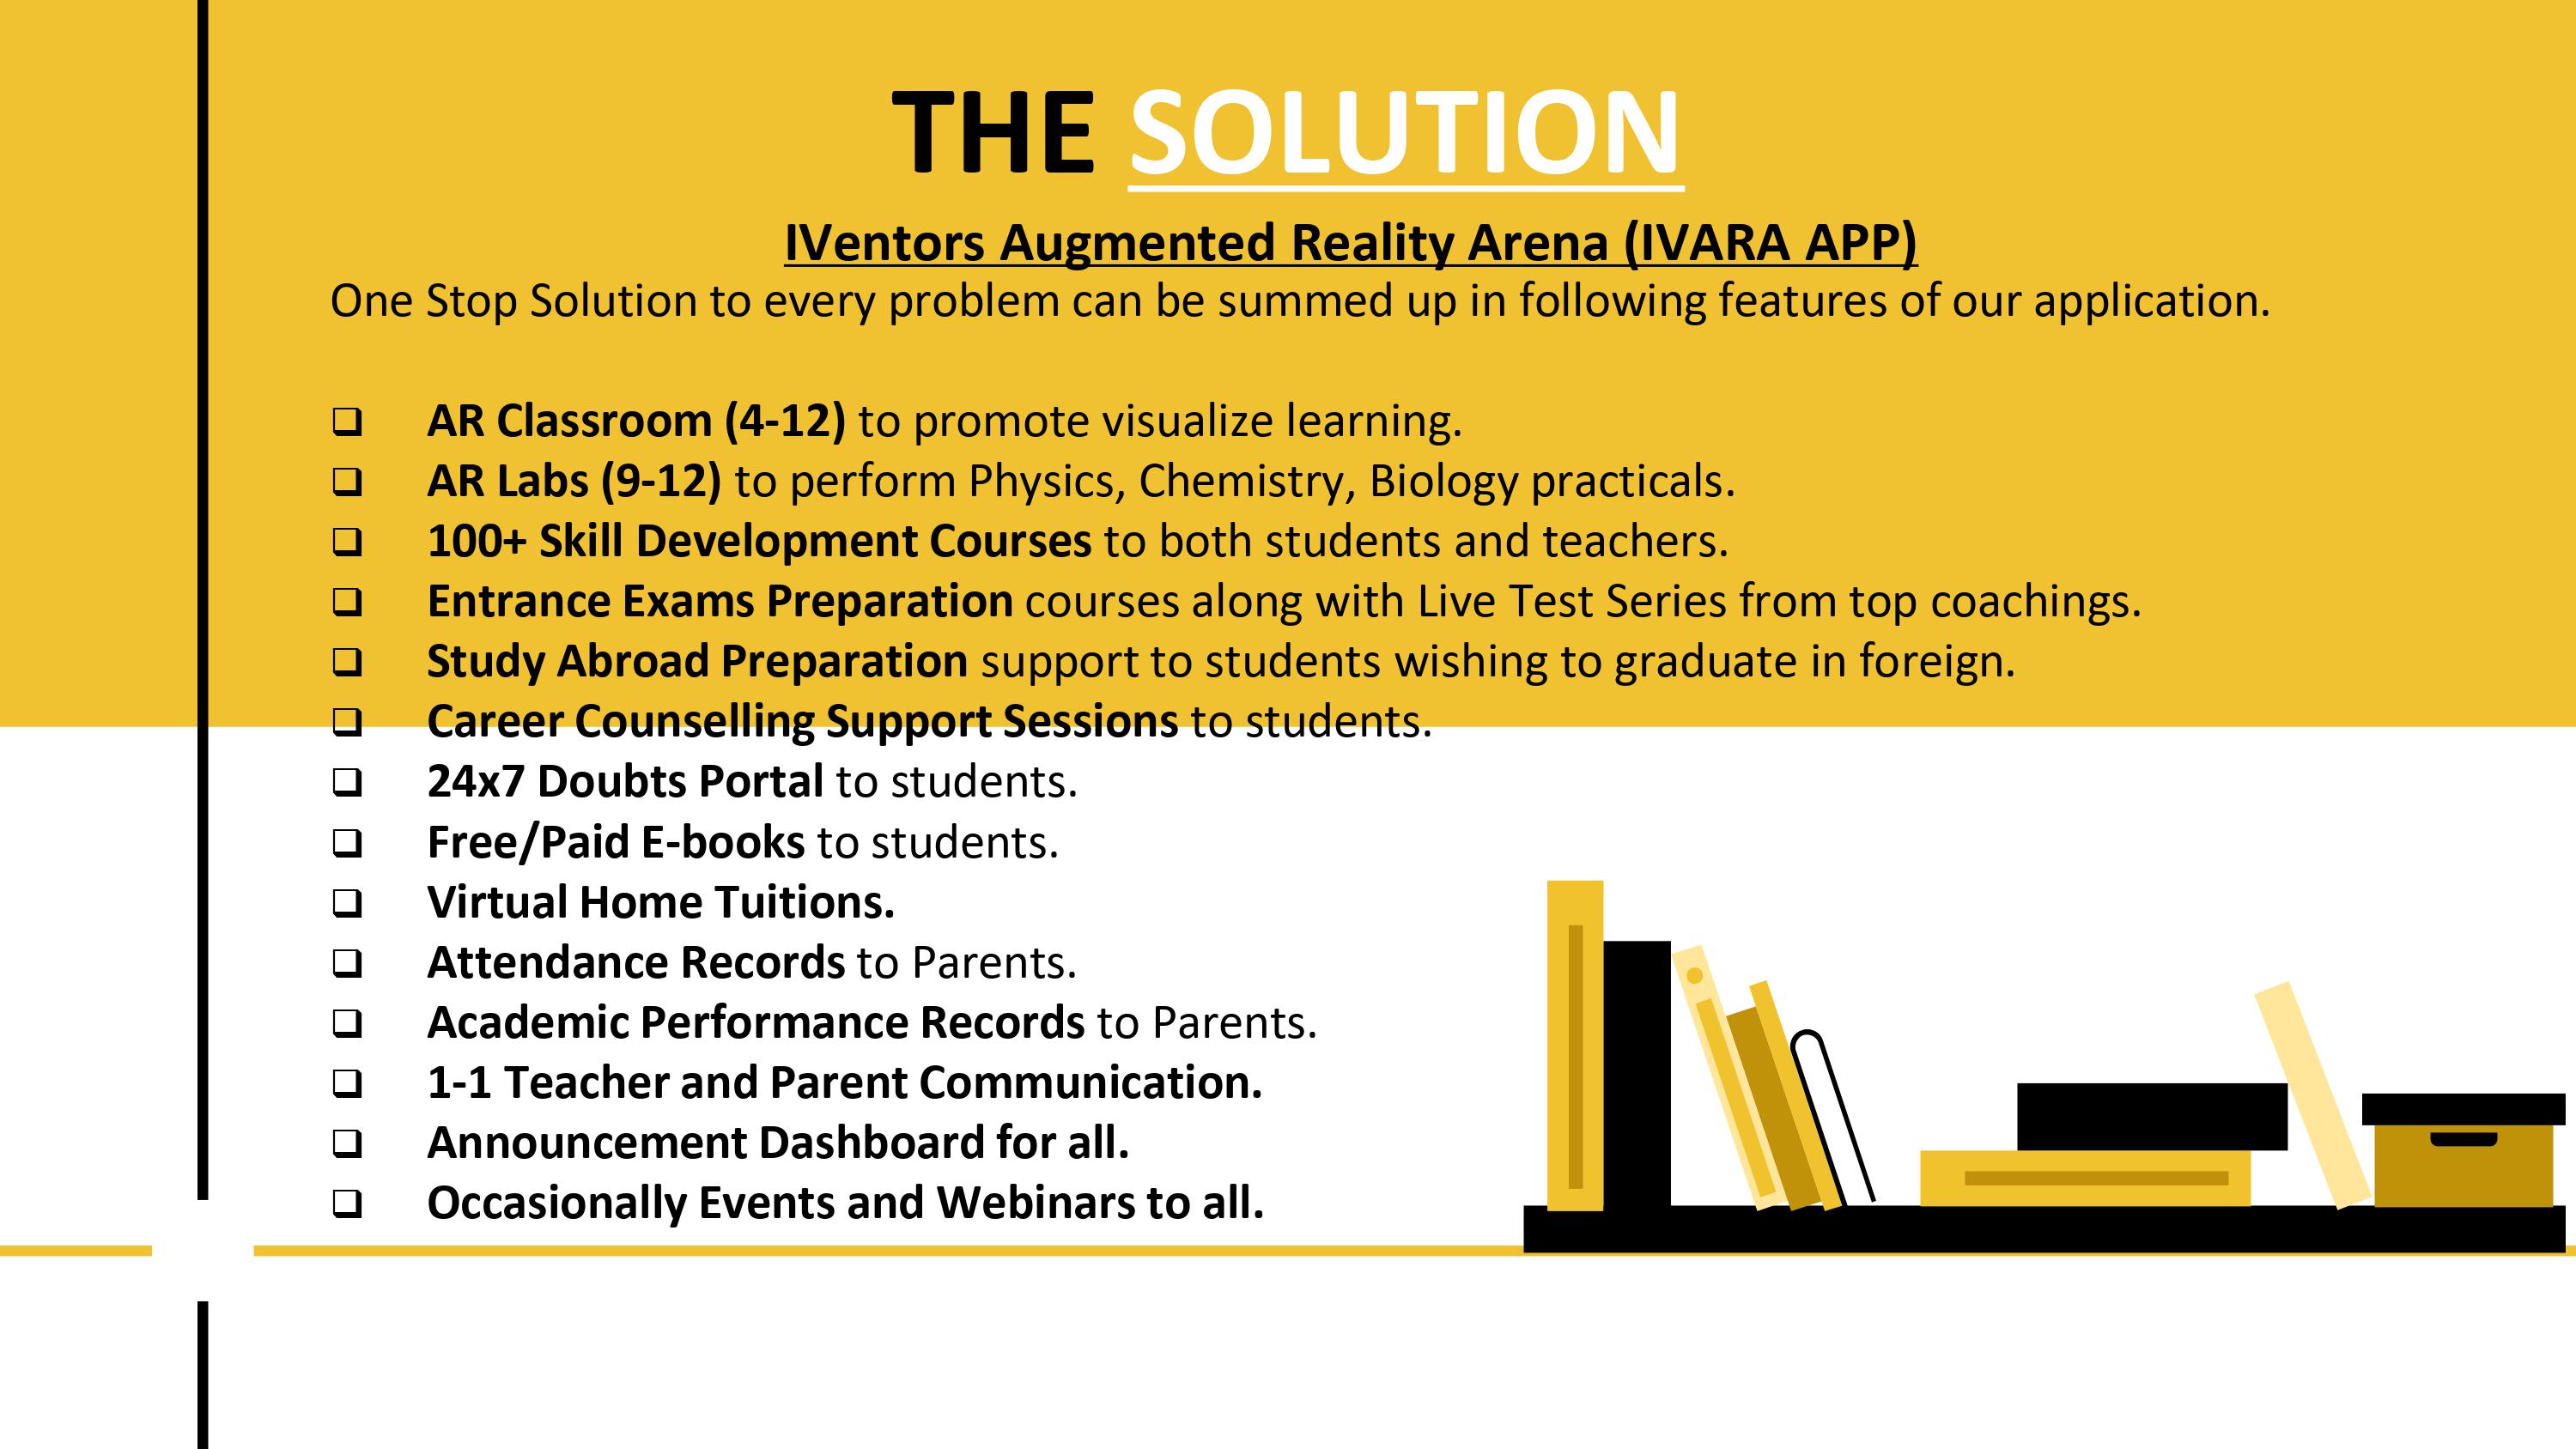 THE SOLUTION
IVentors Augmented Reality Arena (IVARA APP)
One Stop Solution to every problem can be summed up in following features of our application.
❑ AR Classroom (4-12) to promote visualize learning.
❑ AR Labs (9-12) to perform Physics, Chemistry, Biology practicals.
❑ 100+ Skill Development Courses to both students and teachers.
❑ Entrance Exams Preparation courses along with Live Test Series from top coachings.
❑ Study Abroad Preparation support to students wishing to graduate in foreign.
❑ Career Counselling Support Sessions to students.
❑ 24x7 Doubts Portal to students.
❑ Free/Paid E-books to students.
❑ Virtual Home Tuitions.
❑ Attendance Records to Parents.
❑ Academic Performance Records to Parents.
❑ 1-1 Teacher and Parent Communication.
❑ Announcement Dashboard for all.
❑ Occasionally Events and Webinars to all.